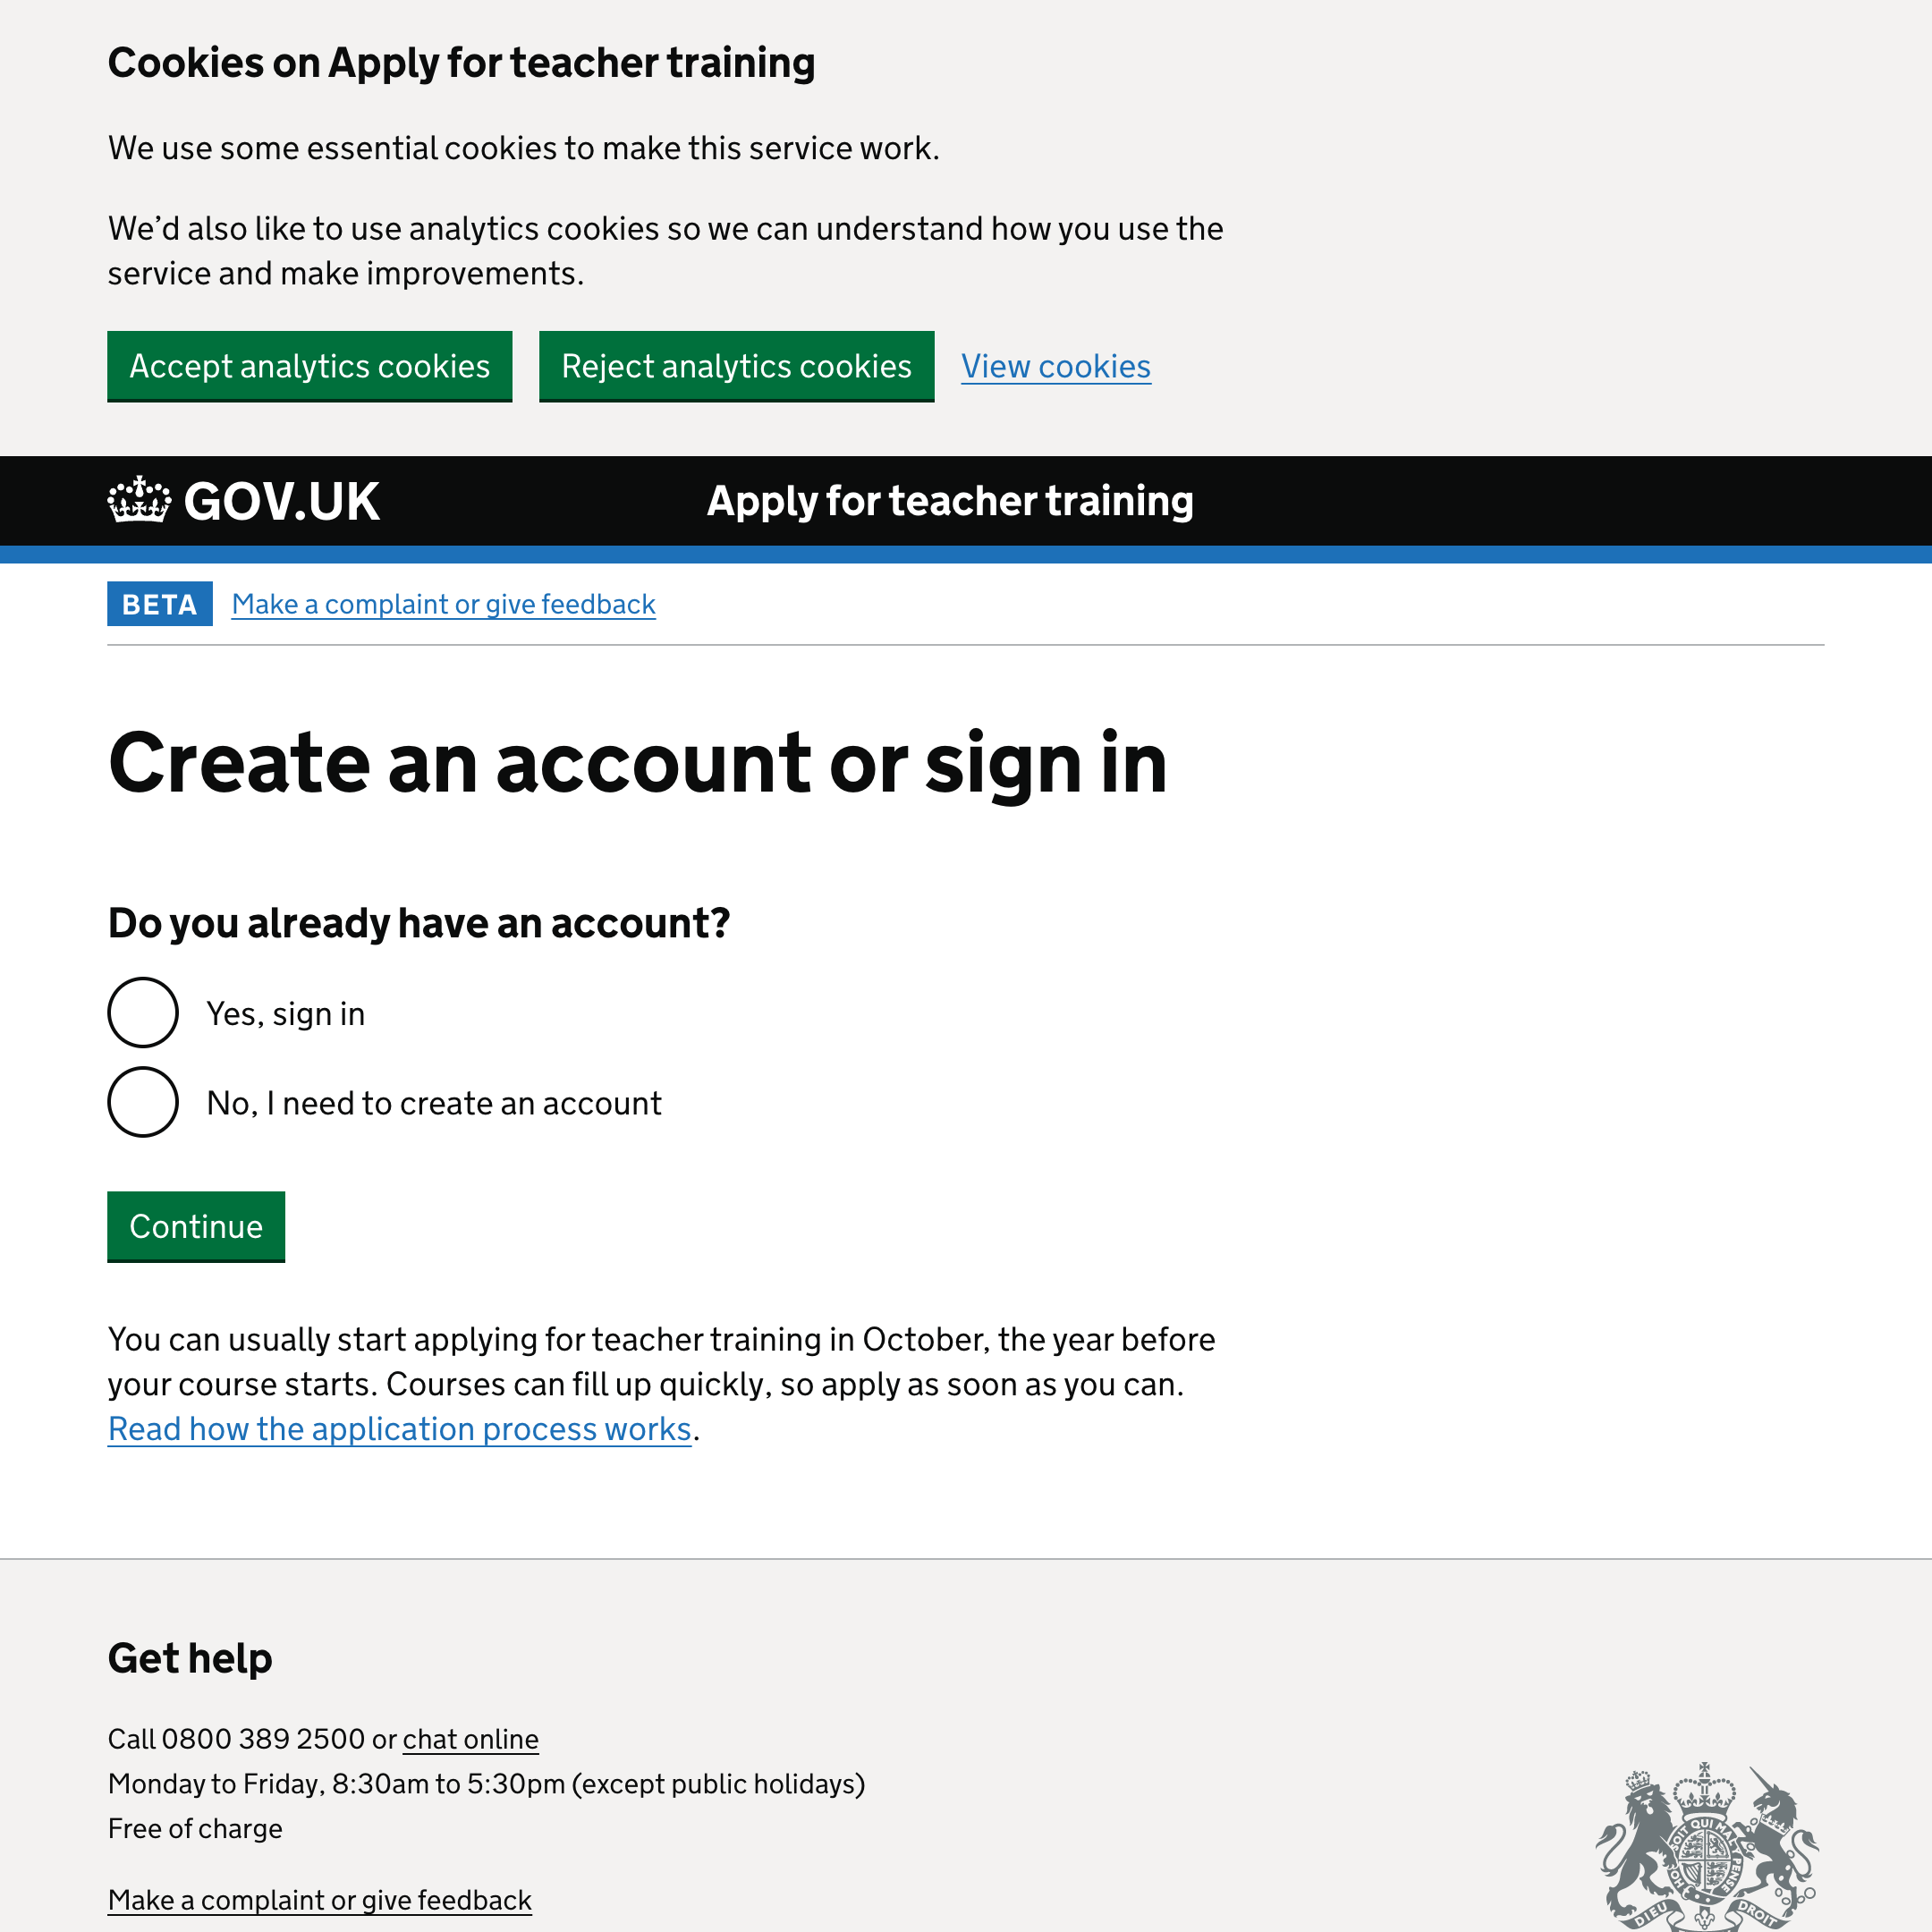 Cookies on Apply for teacher training
We use some essential cookies to make this service work.
We’d also like to use analytics cookies so we can understand how you use the
service and make improvements.
Accept analytics cookies
Reject analytics cookies
View cookies
GOV.UK
Apply for teacher training
BETA
Make a complaint or give feedback
Create an account or sign in
Do you already have an account?
Yes, sign in
No, I need to create an account
Continue
You can usually start applying for teacher training in October, the year before
your course starts. Courses can fill up quickly, so apply as soon as you can.
Read how the application process works.
Get help
Call 0800 389 2500 or chat online
Monday to Friday, 8:30am to 5:30pm (except public holidays)
Free of charge
Make a complaint or give feedback
SOIT QUI MAL
PENSE
HO
DIEU
DROIT